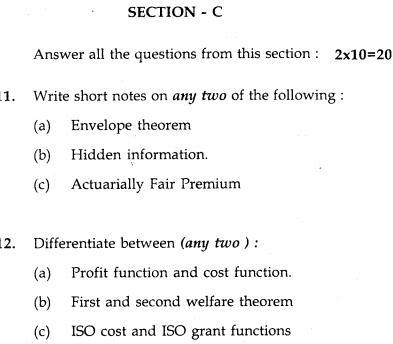 SECTION - C
Answer all the questions from this section : 2x10=20
11. Write short notes on any two of the following :
(a) Envelope theorem
(b) Hidden information.
(c) Actuarially Fair Premium
12. Differentiate between (any two ) :
(a) Profit function and cost function.
(b) First and second welfare theorem
(c) ISO cost and ISO grant functions